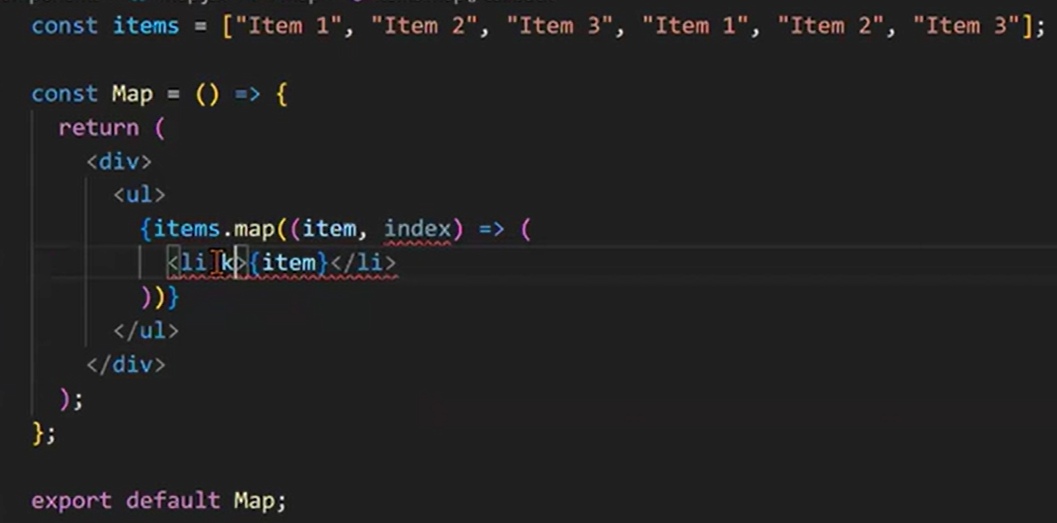 const items = ["Item 1", "Item 2", "Item 3", "Item 1", "Item 2", "Item 3"];
const Map = () => {
return (
<div>
<ul>
{items.map((item, index) => (
<li k>{item}</li>
))}
</ul>
</div>
);
};
export default Map;